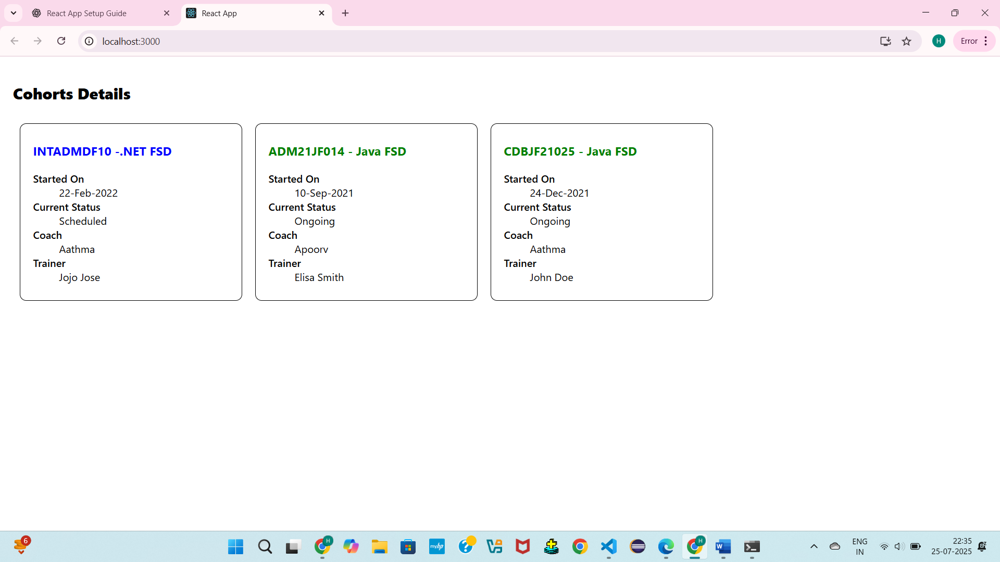 React App Setup Guide
React App
localhost:3000
H
Error
Cohorts Details
INTADMDF10 -.NET FSD
Started On
22-Feb-2022
Current Status
Scheduled
Coach
Aathma
Trainer
Jojo Jose
ADM21JF014 - Java FSD
Started On
10-Sep-2021
Current Status
Ongoing
Coach
Apoorv
Trainer
Elisa Smith
CDBJF21025 - Java FSD
Started On
24-Dec-2021
Current Status
Ongoing
Coach
Aathma
Trainer
John Doe
6
H
myhp
H
W
ENG
IN
22:35
25-07-2025